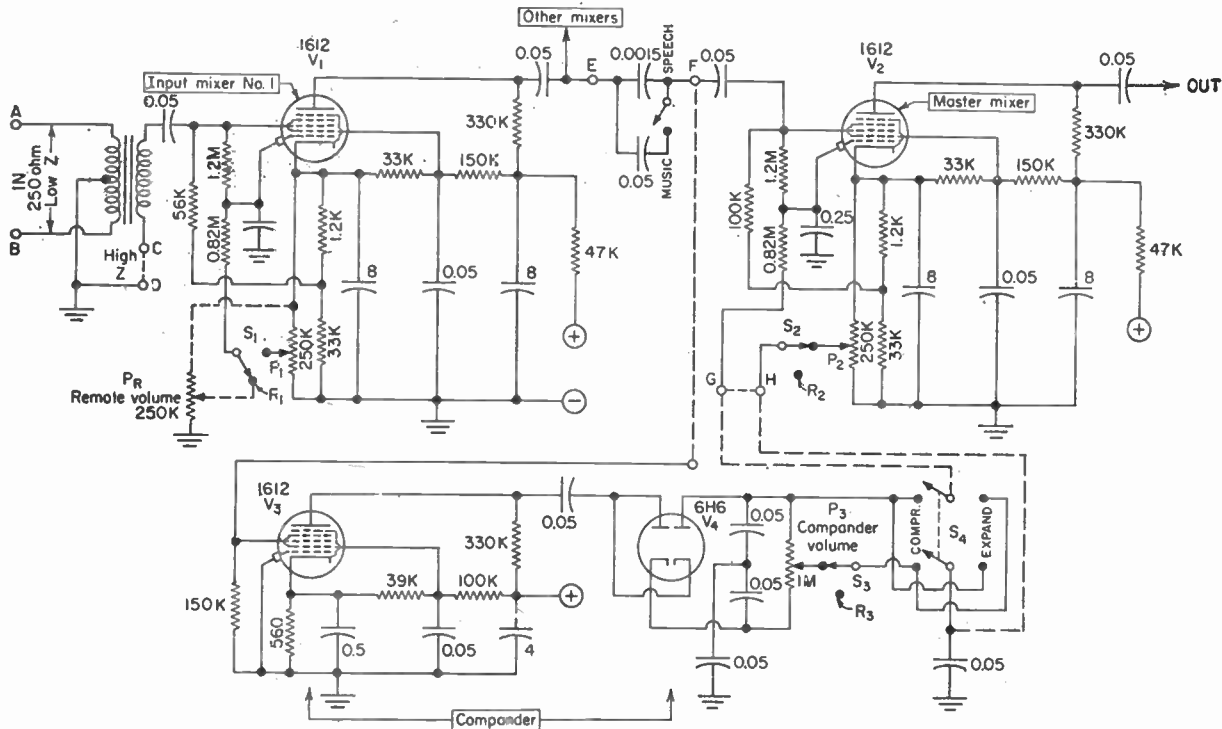 Other mixers
1612
V1
Input mixer No. 1
0.05
0.05
E
0.0015
SPEECH
F
0.05
1612
V2
Master mixer
0.05
OUT
A
IN
250 ohm
Low Z
B
C
High
Z
D
56K
1.2M
0.82M
33K
150K
330K
1.2K
8
0.05
8
47K
+
−
0.05
MUSIC
100K
1.2M
0.82M
0.25
33K
150K
330K
1.2K
8
0.05
8
47K
+
S1
P1
250K
33K
R1
PR
Remote volume
250K
S2
P2
250K
33K
R2
G
H
1612
V3
0.05
6H6
V4
0.05
P3
Compander
volume
COMPR.
S4
EXPAND
330K
39K
100K
+
150K
560
0.5
0.05
4
0.05
0.05
1M
S3
R3
0.05
Compander